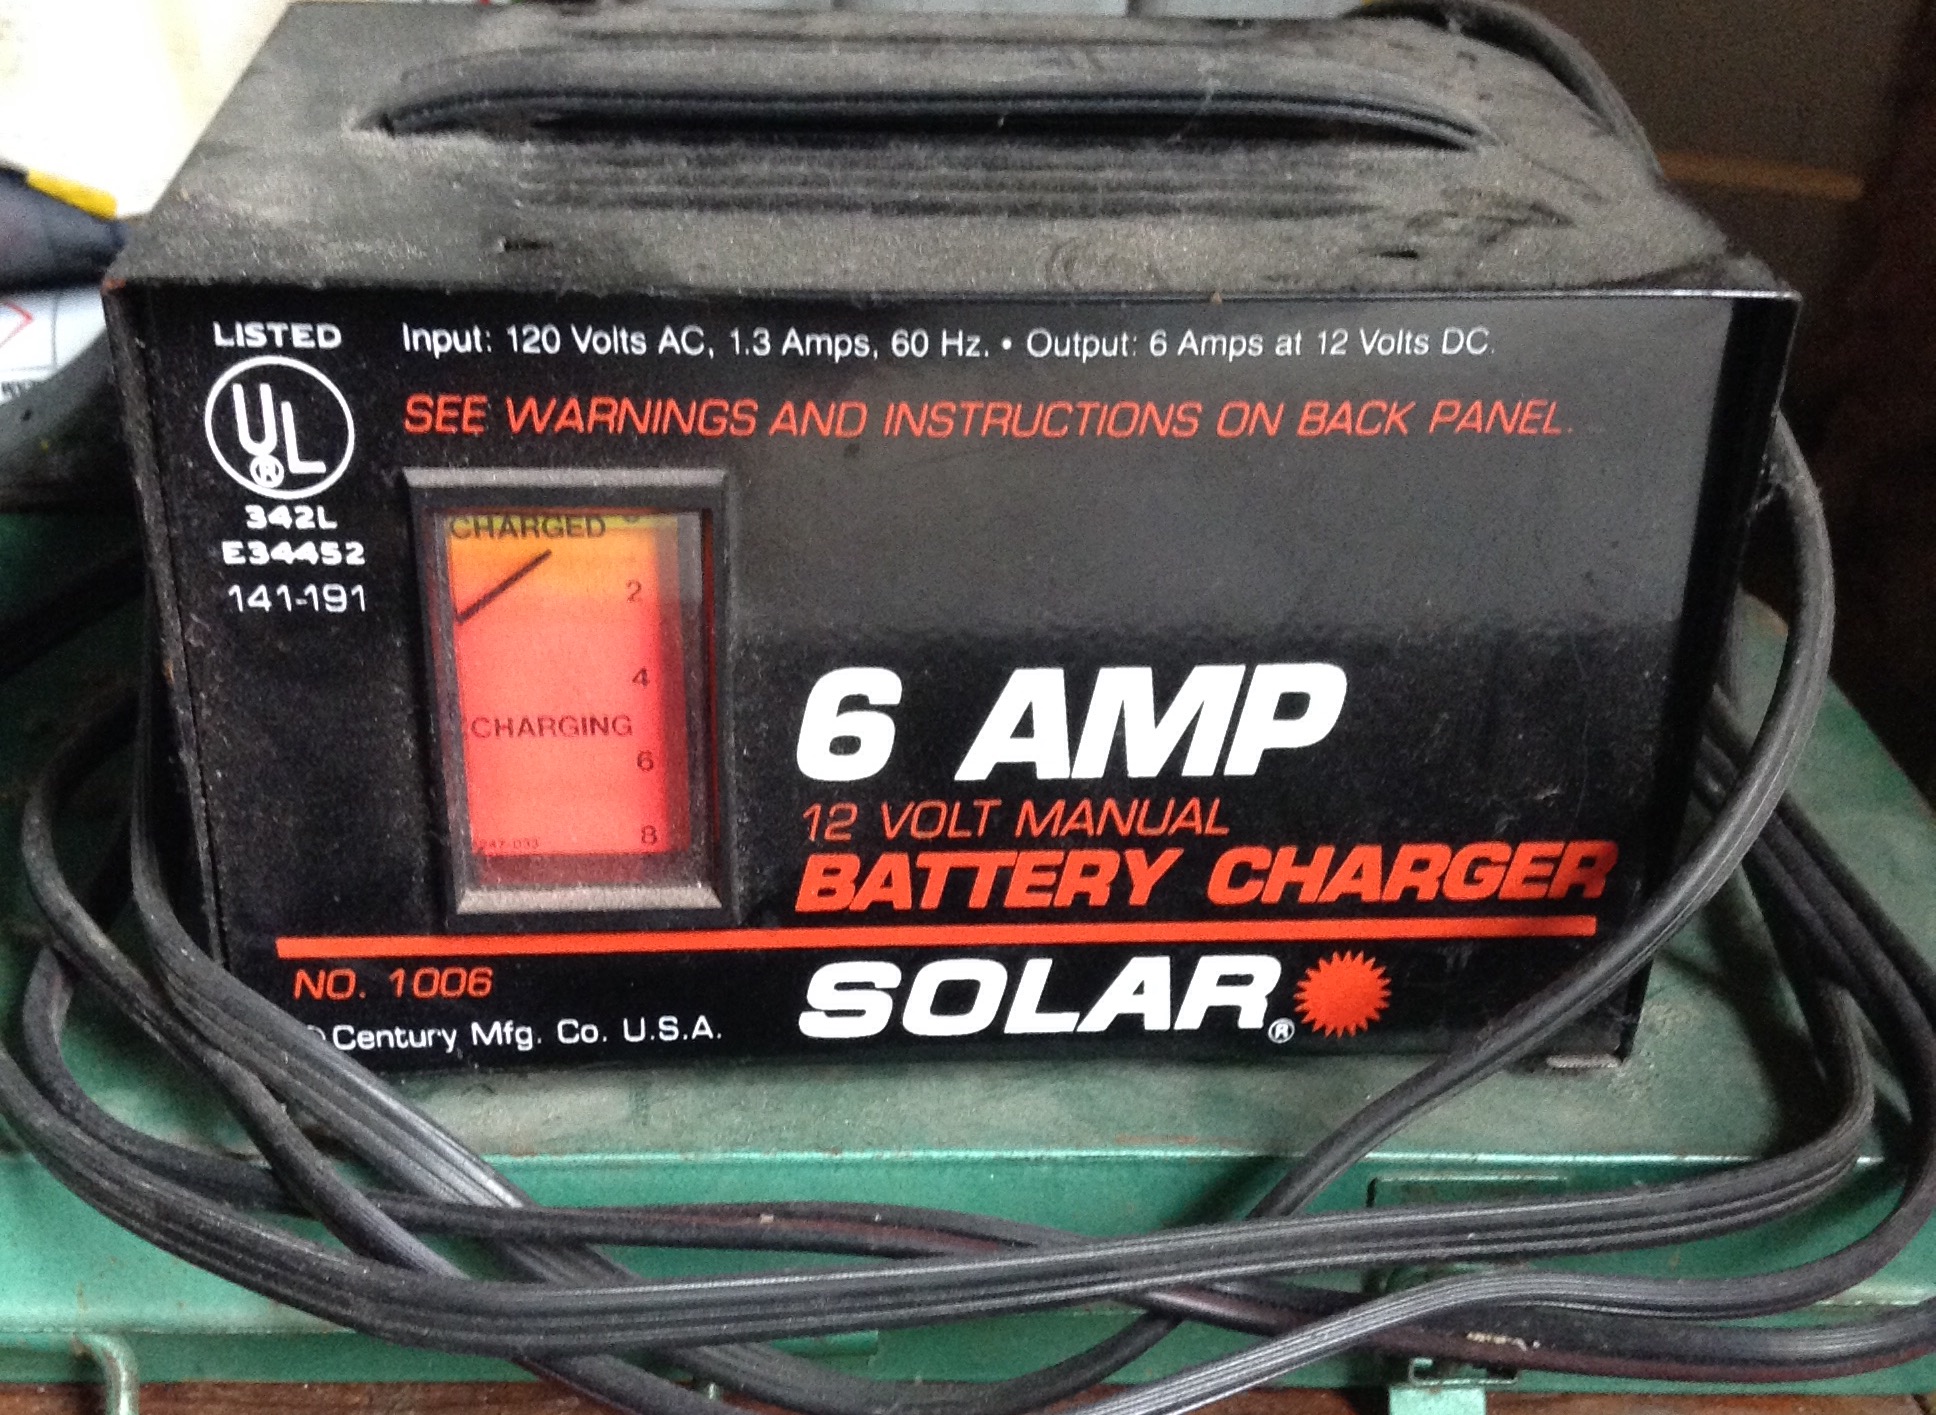 LISTED
Input: 120 Volts AC, 1.3 Amps, 60 Hz. • Output: 6 Amps at 12 Volts DC.
SEE WARNINGS AND INSTRUCTIONS ON BACK PANEL.
UL
®
342L
E34452
141-191
CHARGED
2
4
CHARGING
6
8
6 AMP
12 VOLT MANUAL
BATTERY CHARGER
NO. 1006
Century Mfg. Co. U.S.A.
SOLAR®